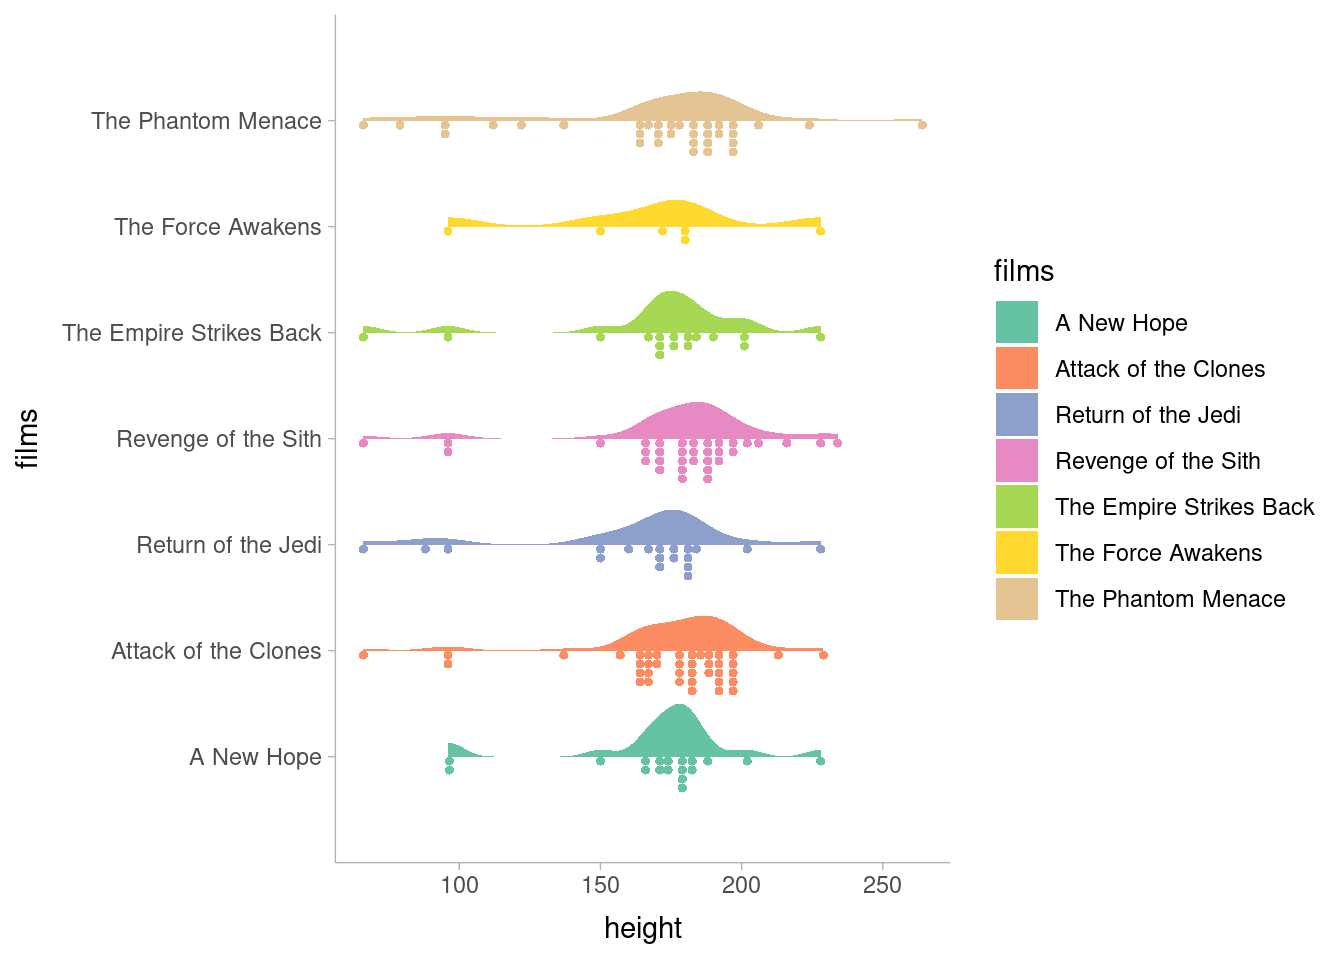 The Phantom Menace
The Force Awakens
The Empire Strikes Back
Revenge of the Sith
Return of the Jedi
Attack of the Clones
A New Hope
films
100 150 200 250
height
films
A New Hope
Attack of the Clones
Return of the Jedi
Revenge of the Sith
The Empire Strikes Back
The Force Awakens
The Phantom Menace